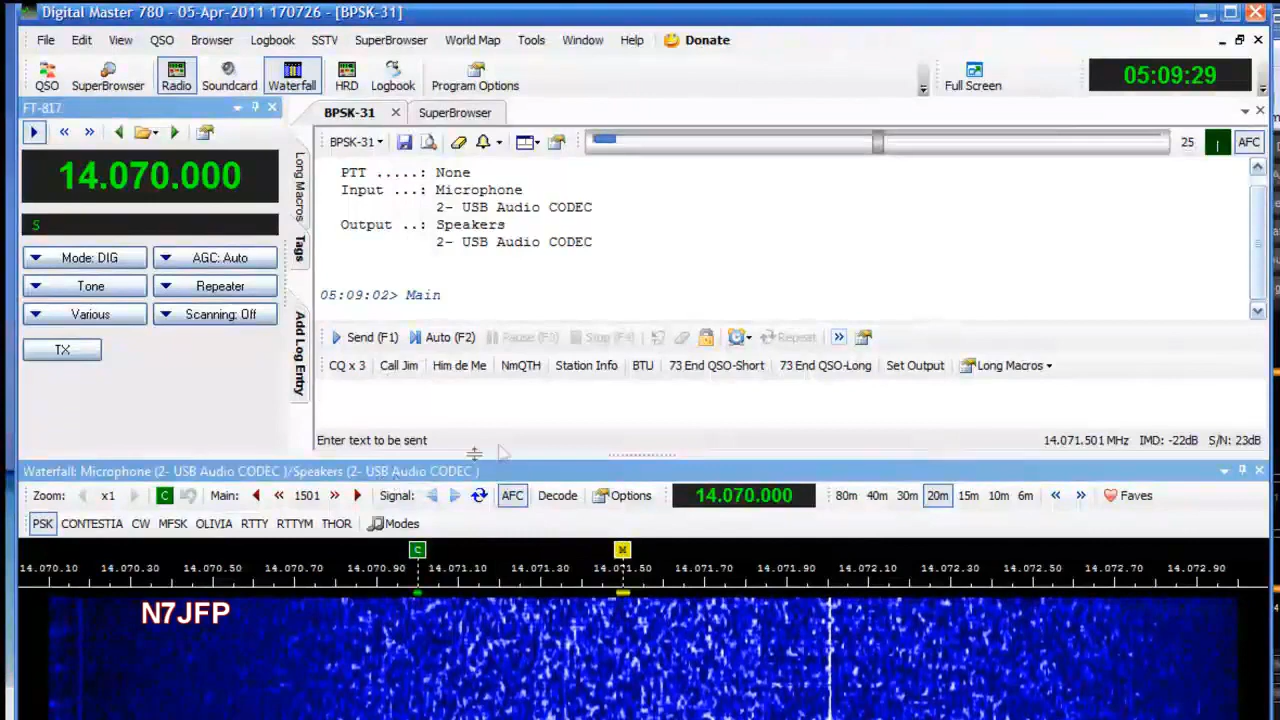 Digital Master 780 - 05-Apr-2011 170726 - [BPSK-31]
File Edit View QSO Browser Logbook SSTV SuperBrowser World Map Tools Window Help Donate
QSO SuperBrowser Radio Soundcard Waterfall HRD Logbook Program Options Full Screen 05:09:29
FT-817
BPSK-31 SuperBrowser
BPSK-31 25 AFC
14.070.000
S
Mode: DIG AGC: Auto
Tone Repeater
Various Scanning: Off
TX
Long Macros
Tags
Add Log Entry
PTT .....: None
Input ...: Microphone
2- USB Audio CODEC
Output ..: Speakers
2- USB Audio CODEC
05:09:02> Main
Send (F1) Auto (F2) Pause (F3) Stop (F4) Repeat
CQ x 3 Call Jim Him de Me NmQTH Station Info BTU 73 End QSO-Short 73 End QSO-Long Set Output Long Macros
Enter text to be sent 14.071.501 MHz IMD: -22dB S/N: 23dB
Waterfall: Microphone (2- USB Audio CODEC )/Speakers (2- USB Audio CODEC )
Zoom: x1 C Main: 1501 Signal: AFC Decode Options 14.070.000 80m 40m 30m 20m 15m 10m 6m Faves
PSK CONTESTIA CW MFSK OLIVIA RTTY RTTYM THOR Modes
C M
14.070.10 14.070.30 14.070.50 14.070.70 14.070.90 14.071.10 14.071.30 14.071.50 14.071.70 14.071.90 14.072.10 14.072.30 14.072.50 14.072.70 14.072.90
N7JFP